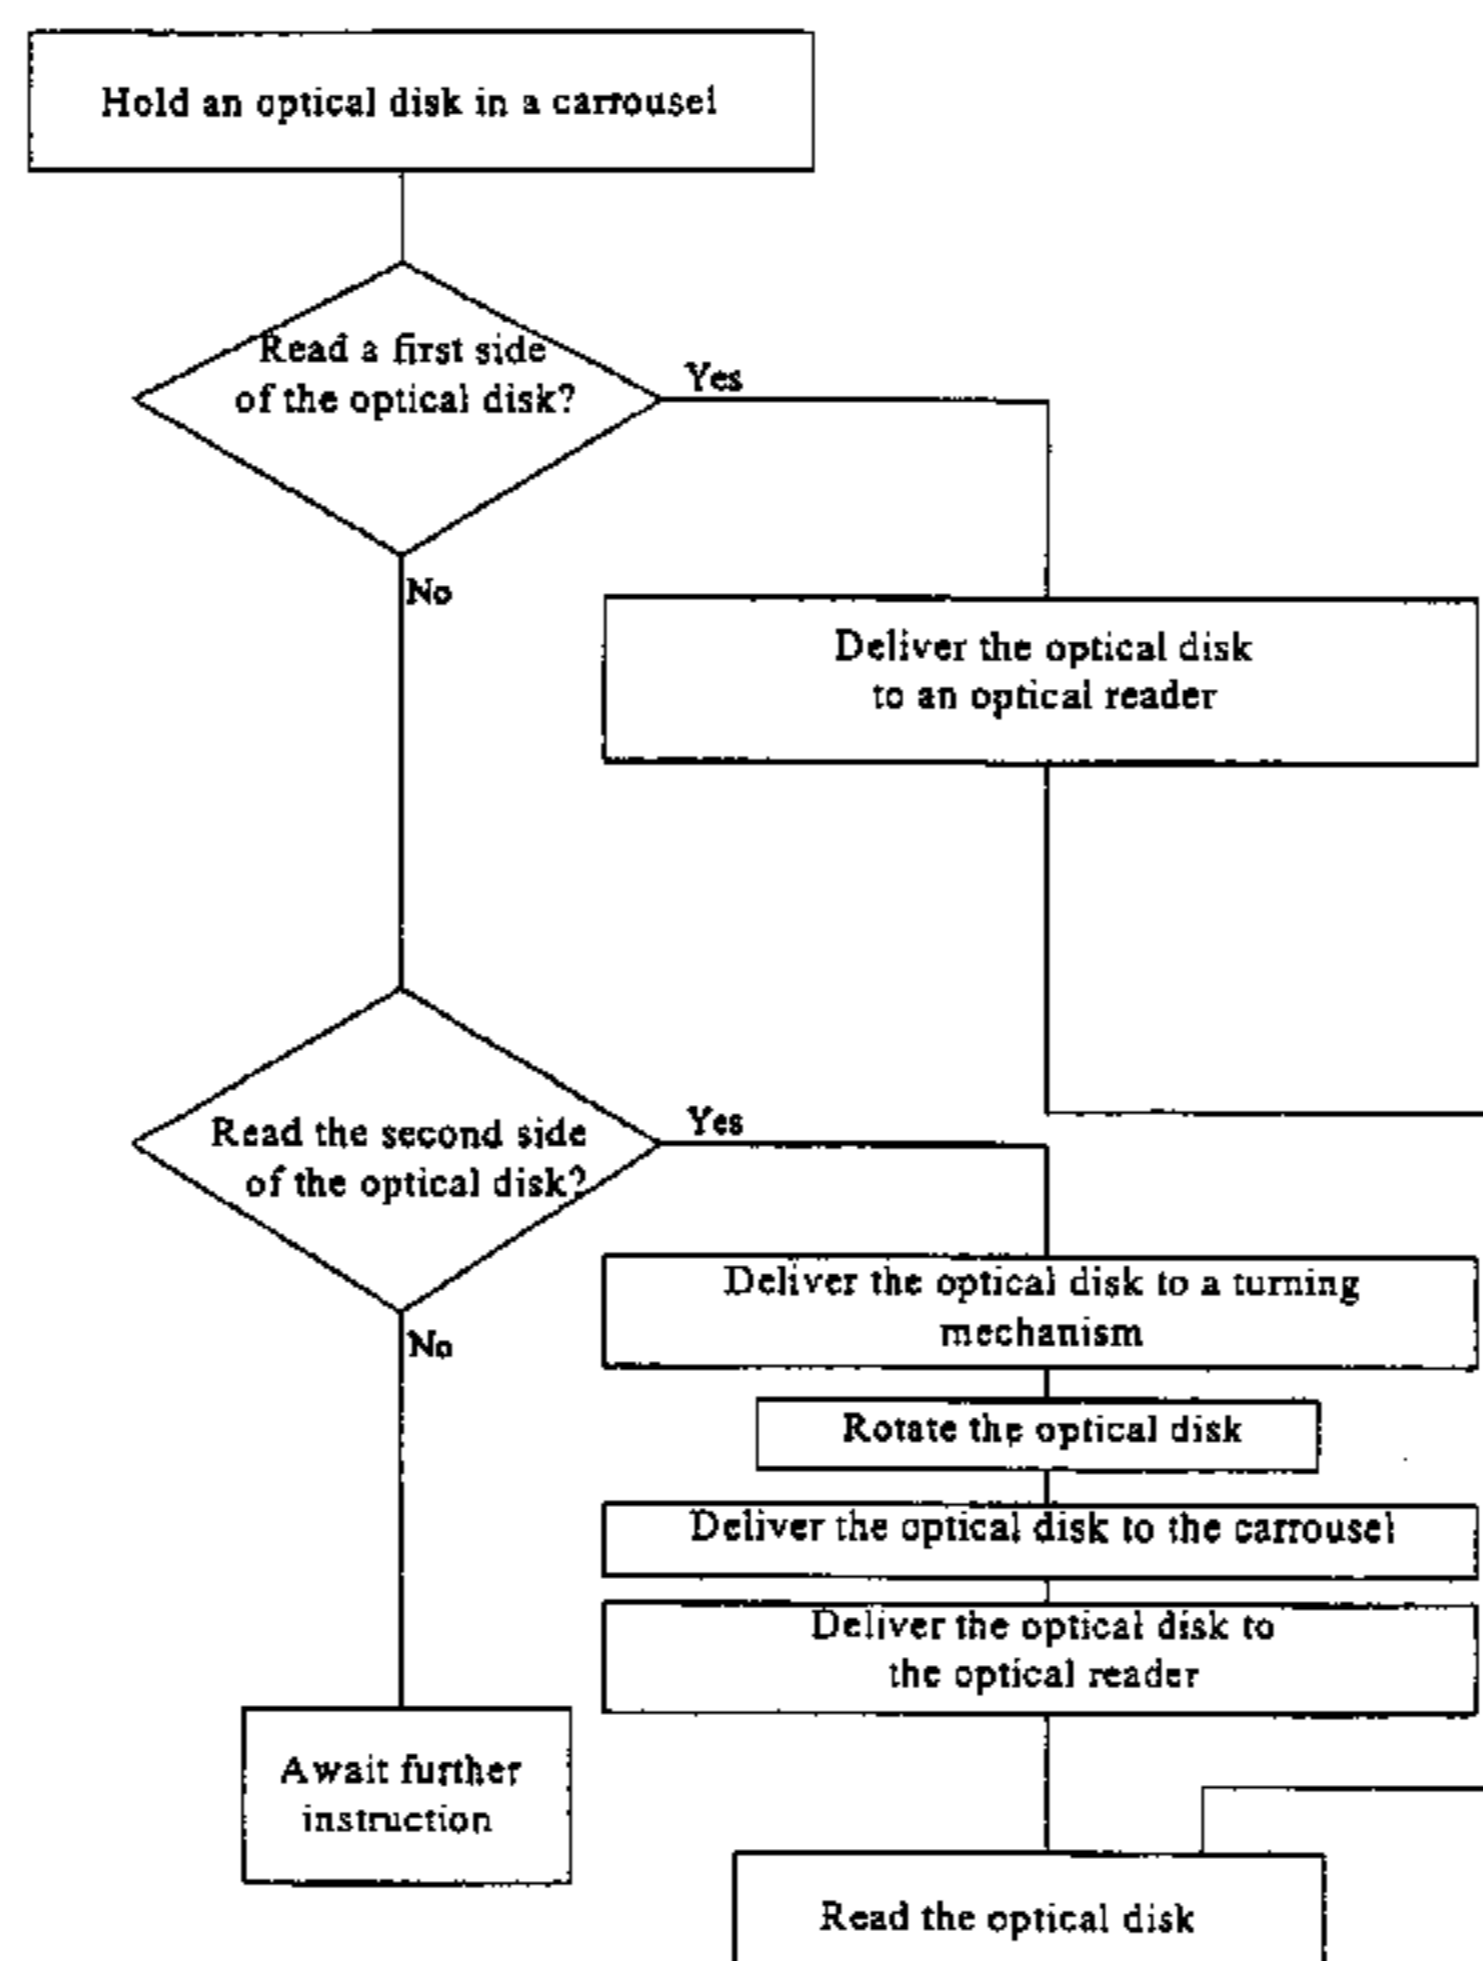 Hold an optical disk in a carrousel
Read a first side
of the optical disk?
Yes
No
Deliver the optical disk
to an optical reader
Read the second side
of the optical disk?
Yes
No
Deliver the optical disk to a turning
mechanism
Rotate the optical disk
Deliver the optical disk to the carrousel
Deliver the optical disk to
the optical reader
Await further
instruction
Read the optical disk